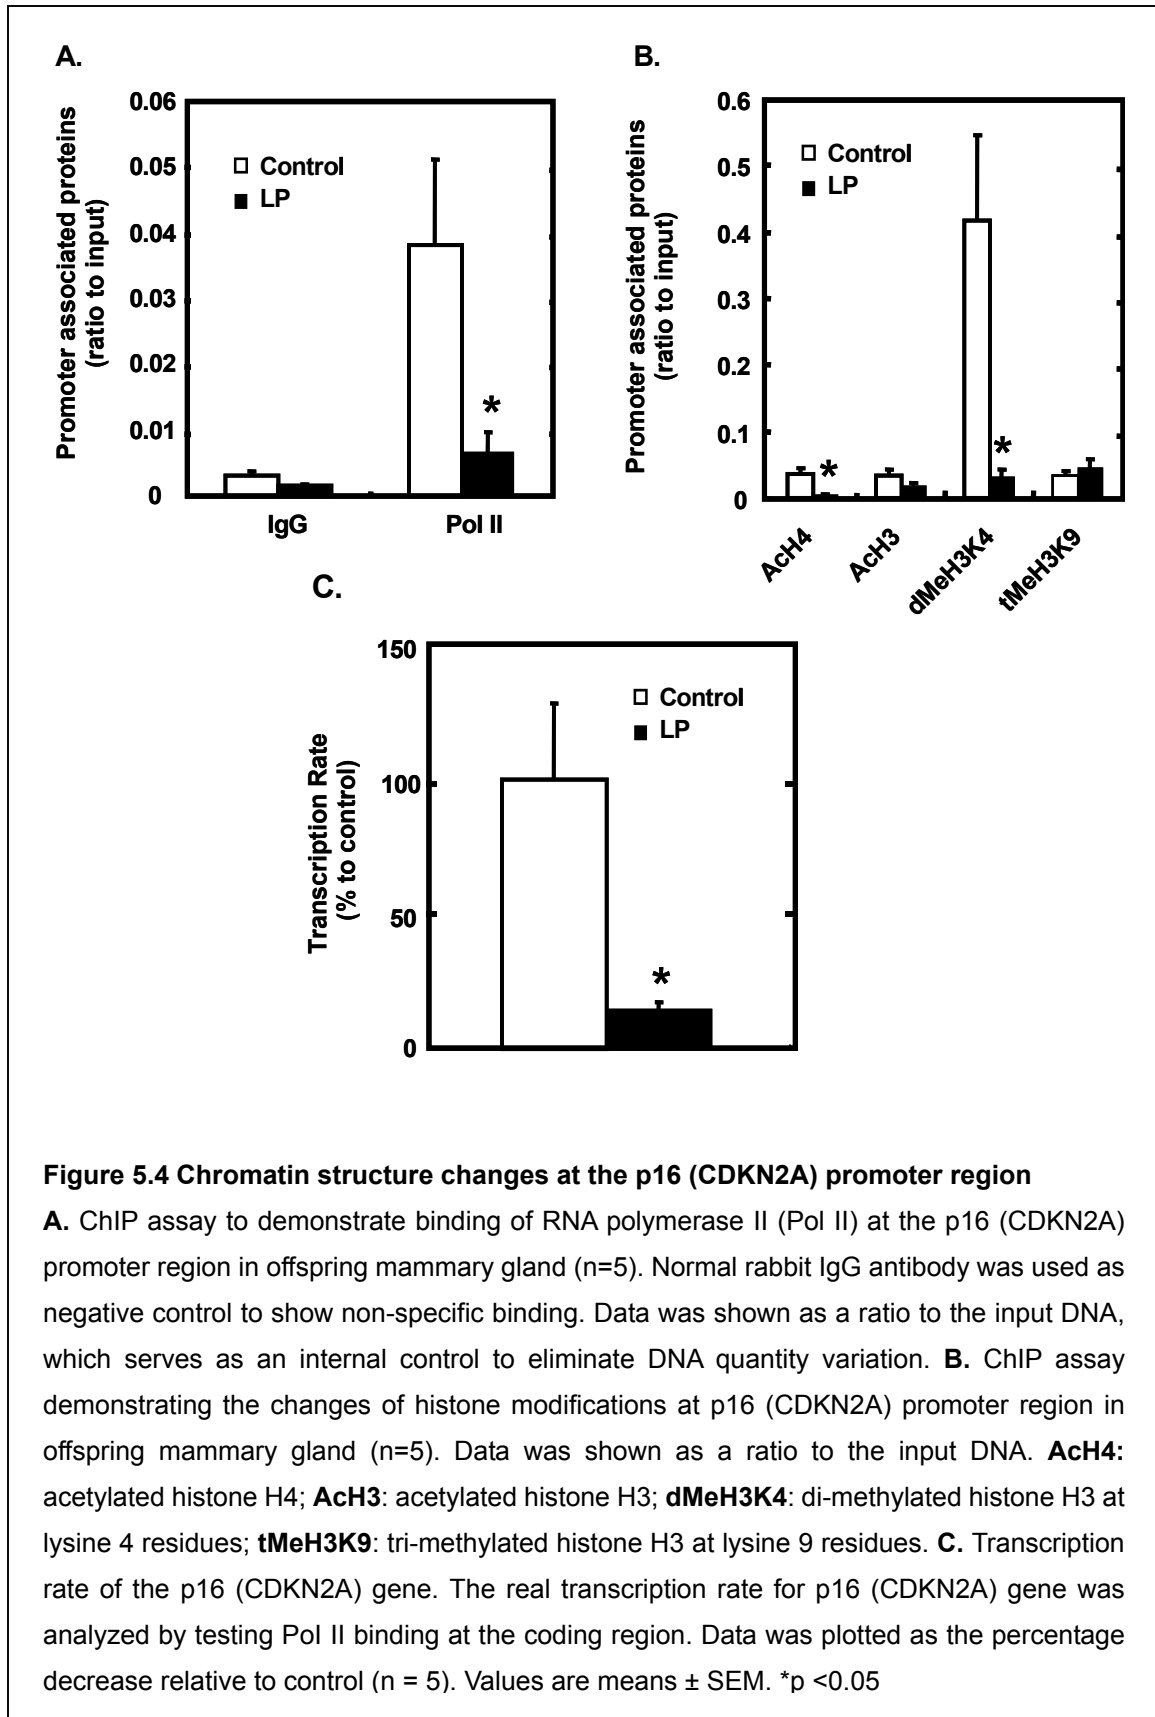 A.
Promoter associated proteins
(ratio to input)
0.06
0.05
0.04
0.03
0.02
0.01
0
Control
LP
*
IgG
Pol II
B.
Promoter associated proteins
(ratio to input)
0.6
0.5
0.4
0.3
0.2
0.1
0
Control
LP
*
*
AcH4
AcH3
dMeH3K4
tMeH3K9
C.
Transcription Rate
(% to control)
150
100
50
0
Control
LP
*
Figure 5.4 Chromatin structure changes at the p16 (CDKN2A) promoter region
A. ChIP assay to demonstrate binding of RNA polymerase II (Pol II) at the p16 (CDKN2A)
promoter region in offspring mammary gland (n=5). Normal rabbit IgG antibody was used as
negative control to show non-specific binding. Data was shown as a ratio to the input DNA,
which serves as an internal control to eliminate DNA quantity variation. B. ChIP assay
demonstrating the changes of histone modifications at p16 (CDKN2A) promoter region in
offspring mammary gland (n=5). Data was shown as a ratio to the input DNA. AcH4:
acetylated histone H4; AcH3: acetylated histone H3; dMeH3K4: di-methylated histone H3 at
lysine 4 residues; tMeH3K9: tri-methylated histone H3 at lysine 9 residues. C. Transcription
rate of the p16 (CDKN2A) gene. The real transcription rate for p16 (CDKN2A) gene was
analyzed by testing Pol II binding at the coding region. Data was plotted as the percentage
decrease relative to control (n = 5). Values are means ± SEM. *p <0.05